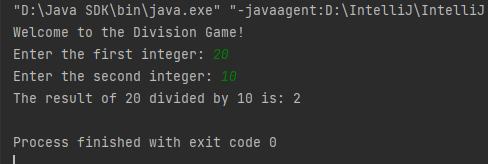 "D:\Java SDK\bin\java.exe" "-javaagent:D:\IntelliJ\IntelliJ
Welcome to the Division Game!
Enter the first integer: 20
Enter the second integer: 10
The result of 20 divided by 10 is: 2
Process finished with exit code 0